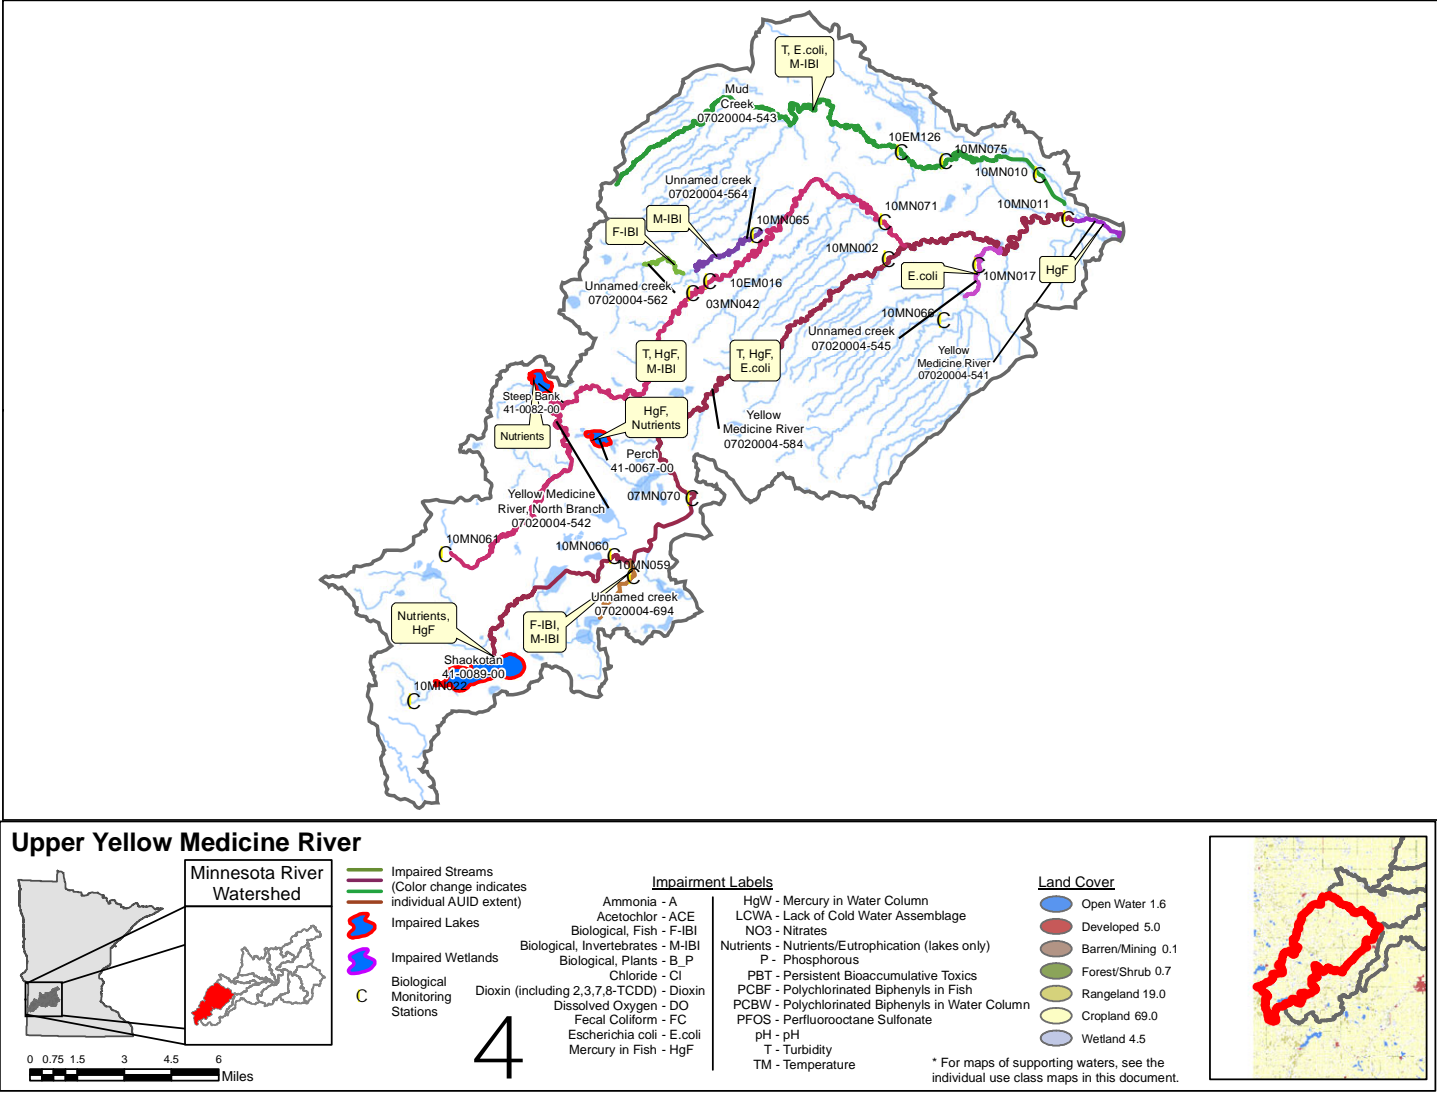 T, E.coli,
M-IBI
Mud
Creek
07020004-543
10EM126
10MN075
10MN010
Unnamed creek
07020004-564
M-IBI
F-IBI
10MN065
10MN071
10MN011
10MN002
E.coli
10MN017
HgF
Unnamed creek
07020004-562
10EM016
03MN042
10MN066
Unnamed creek
07020004-545
Yellow
Medicine River
07020004-541
T, HgF,
M-IBI
T, HgF,
E.coli
Steep Bank
41-0082-00
Nutrients
HgF,
Nutrients
Yellow
Medicine River
07020004-584
Perch
41-0067-00
07MN070
Yellow Medicine
River, North Branch
07020004-542
10MN061
10MN060
10MN059
Unnamed creek
07020004-694
Nutrients,
HgF
F-IBI,
M-IBI
Shaokotan
41-0089-00
10MN022
Upper Yellow Medicine River
Minnesota River
Watershed
0 0.75 1.5 3 4.5 6
Miles
Impaired Streams
(Color change indicates
individual AUID extent)
Impaired Lakes
Impaired Wetlands
C
Biological
Monitoring
Stations
4
Impairment Labels
Ammonia - A
Acetochlor - ACE
Biological, Fish - F-IBI
Biological, Invertebrates - M-IBI
Biological, Plants - B_P
Chloride - Cl
Dioxin (including 2,3,7,8-TCDD) - Dioxin
Dissolved Oxygen - DO
Fecal Coliform - FC
Escherichia coli - E.coli
Mercury in Fish - HgF
HgW - Mercury in Water Column
LCWA - Lack of Cold Water Assemblage
NO3 - Nitrates
Nutrients - Nutrients/Eutrophication (lakes only)
P - Phosphorous
PBT - Persistent Bioaccumulative Toxics
PCBF - Polychlorinated Biphenyls in Fish
PCBW - Polychlorinated Biphenyls in Water Column
PFOS - Perfluorooctane Sulfonate
pH - pH
T - Turbidity
TM - Temperature
Land Cover
Open Water 1.6
Developed 5.0
Barren/Mining 0.1
Forest/Shrub 0.7
Rangeland 19.0
Cropland 69.0
Wetland 4.5
* For maps of supporting waters, see the
individual use class maps in this document.